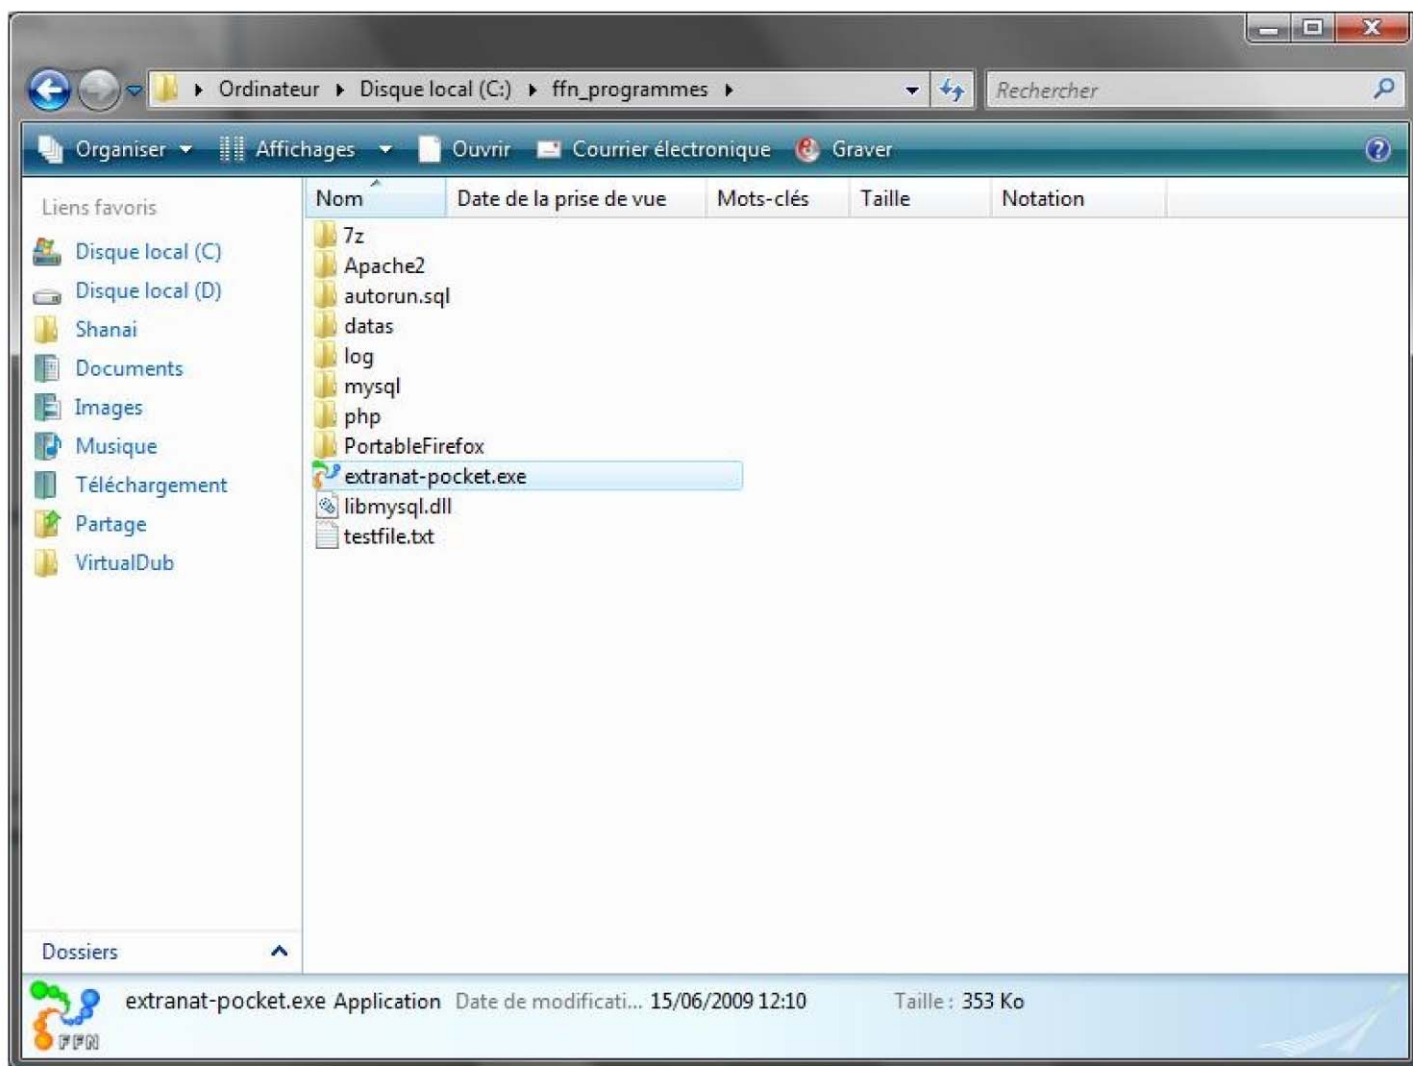 Ordinateur Disque local (C:) ffn_programmes Rechercher
Organiser Affichages Ouvrir Courrier électronique Graver
Liens favoris
Disque local (C)
Disque local (D)
Shanai
Documents
Images
Musique
Téléchargement
Partage
VirtualDub
Dossiers
Nom Date de la prise de vue Mots-clés Taille Notation
7z
Apache2
autorun.sql
datas
log
mysql
php
PortableFirefox
extranat-pocket.exe
libmysql.dll
testfile.txt
extranat-pocket.exe Application Date de modificati... 15/06/2009 12:10 Taille : 353 Ko
FFN